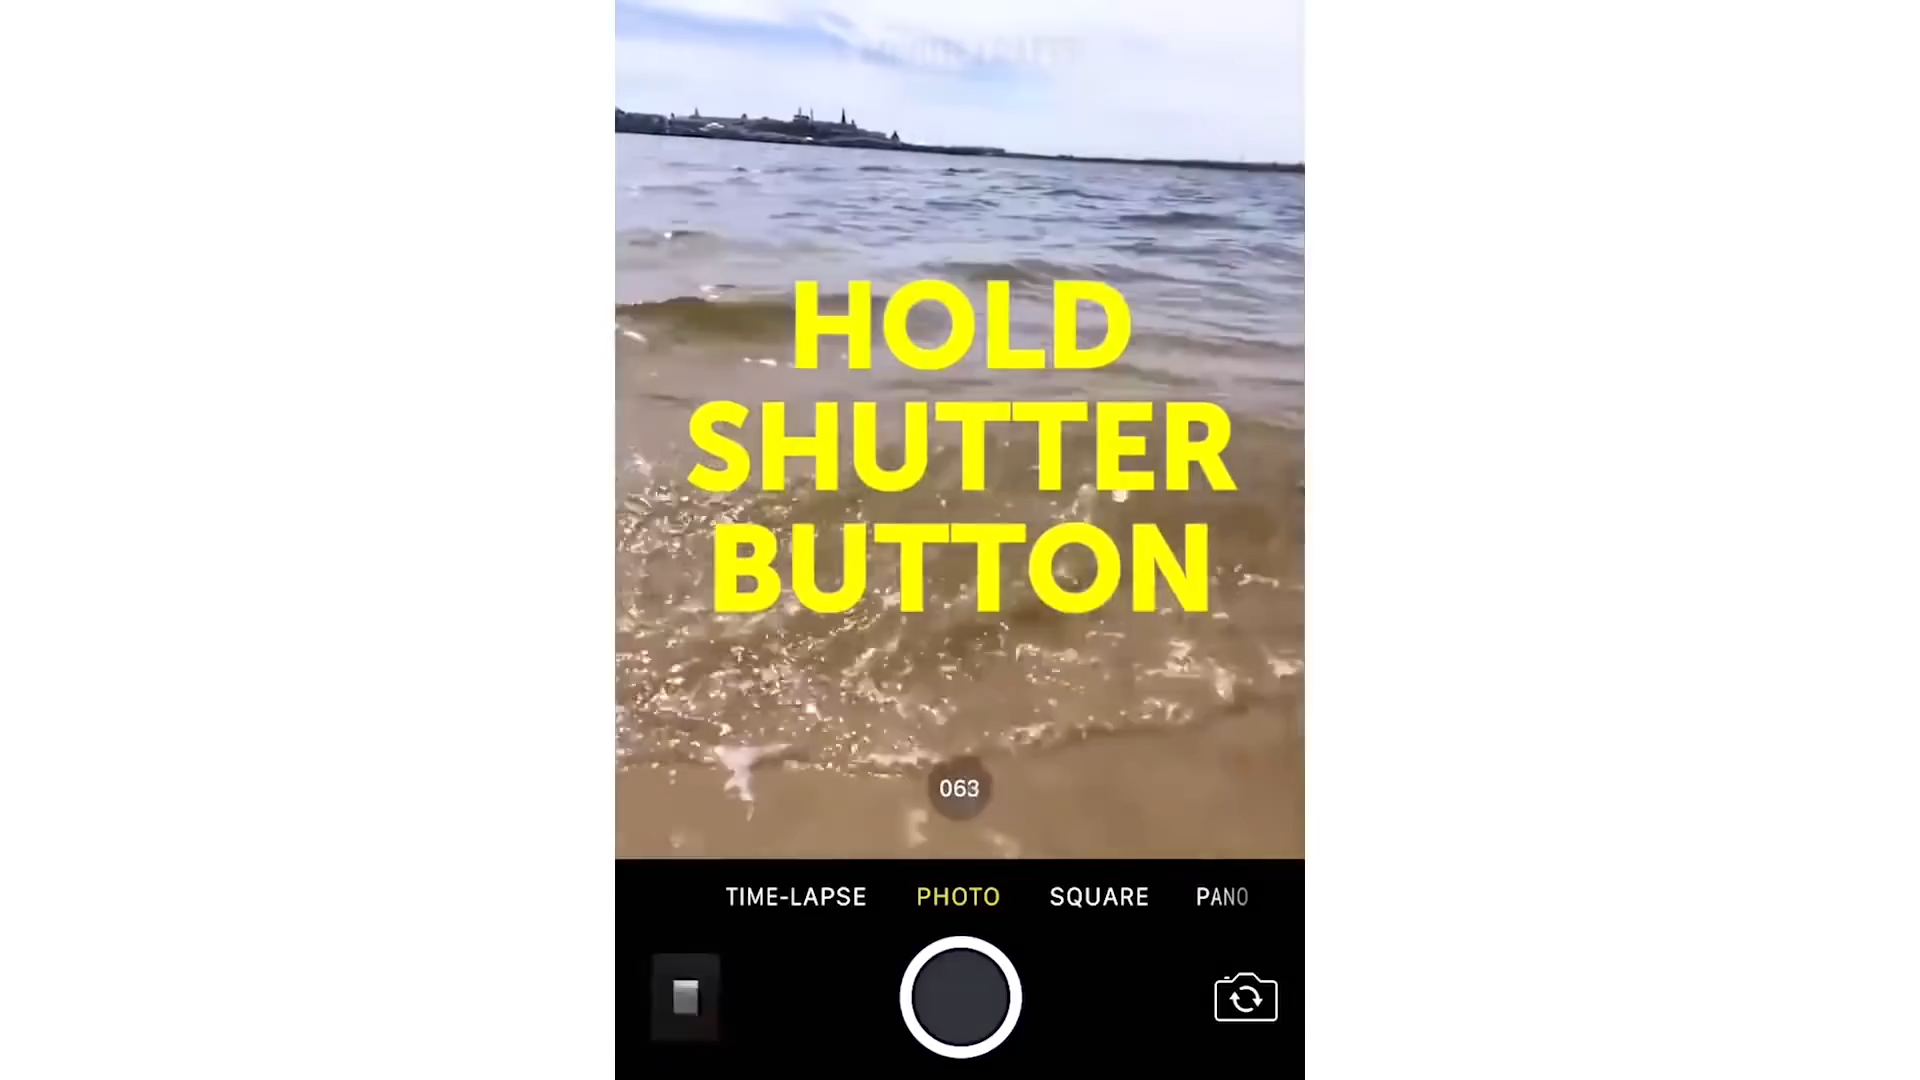 HOLD
SHUTTER
BUTTON
063
TIME-LAPSE PHOTO SQUARE PANO